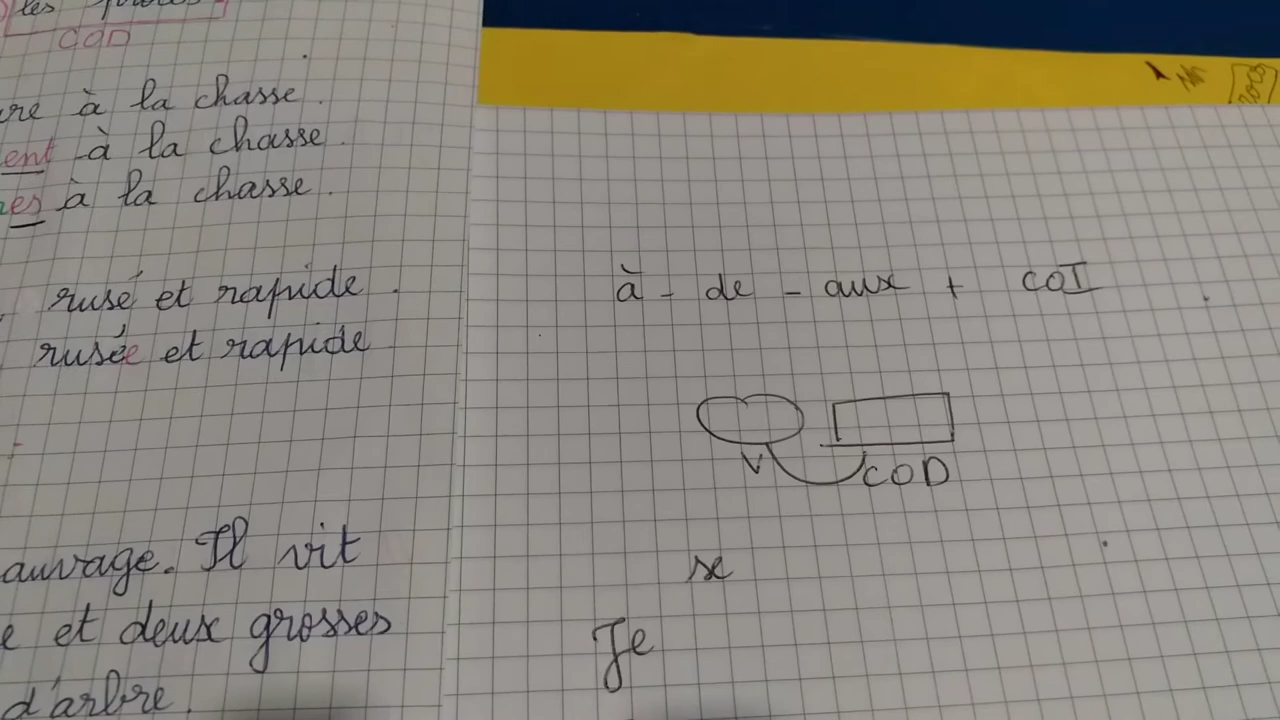 les
COD
à la chasse.
ent à la chasse.
es à la chasse.
rusé et rapide.
rusée et rapide
auvage. Il vit
e et deux grosses
d'arbre.
à - de - aux + COI
V COD
se
Je